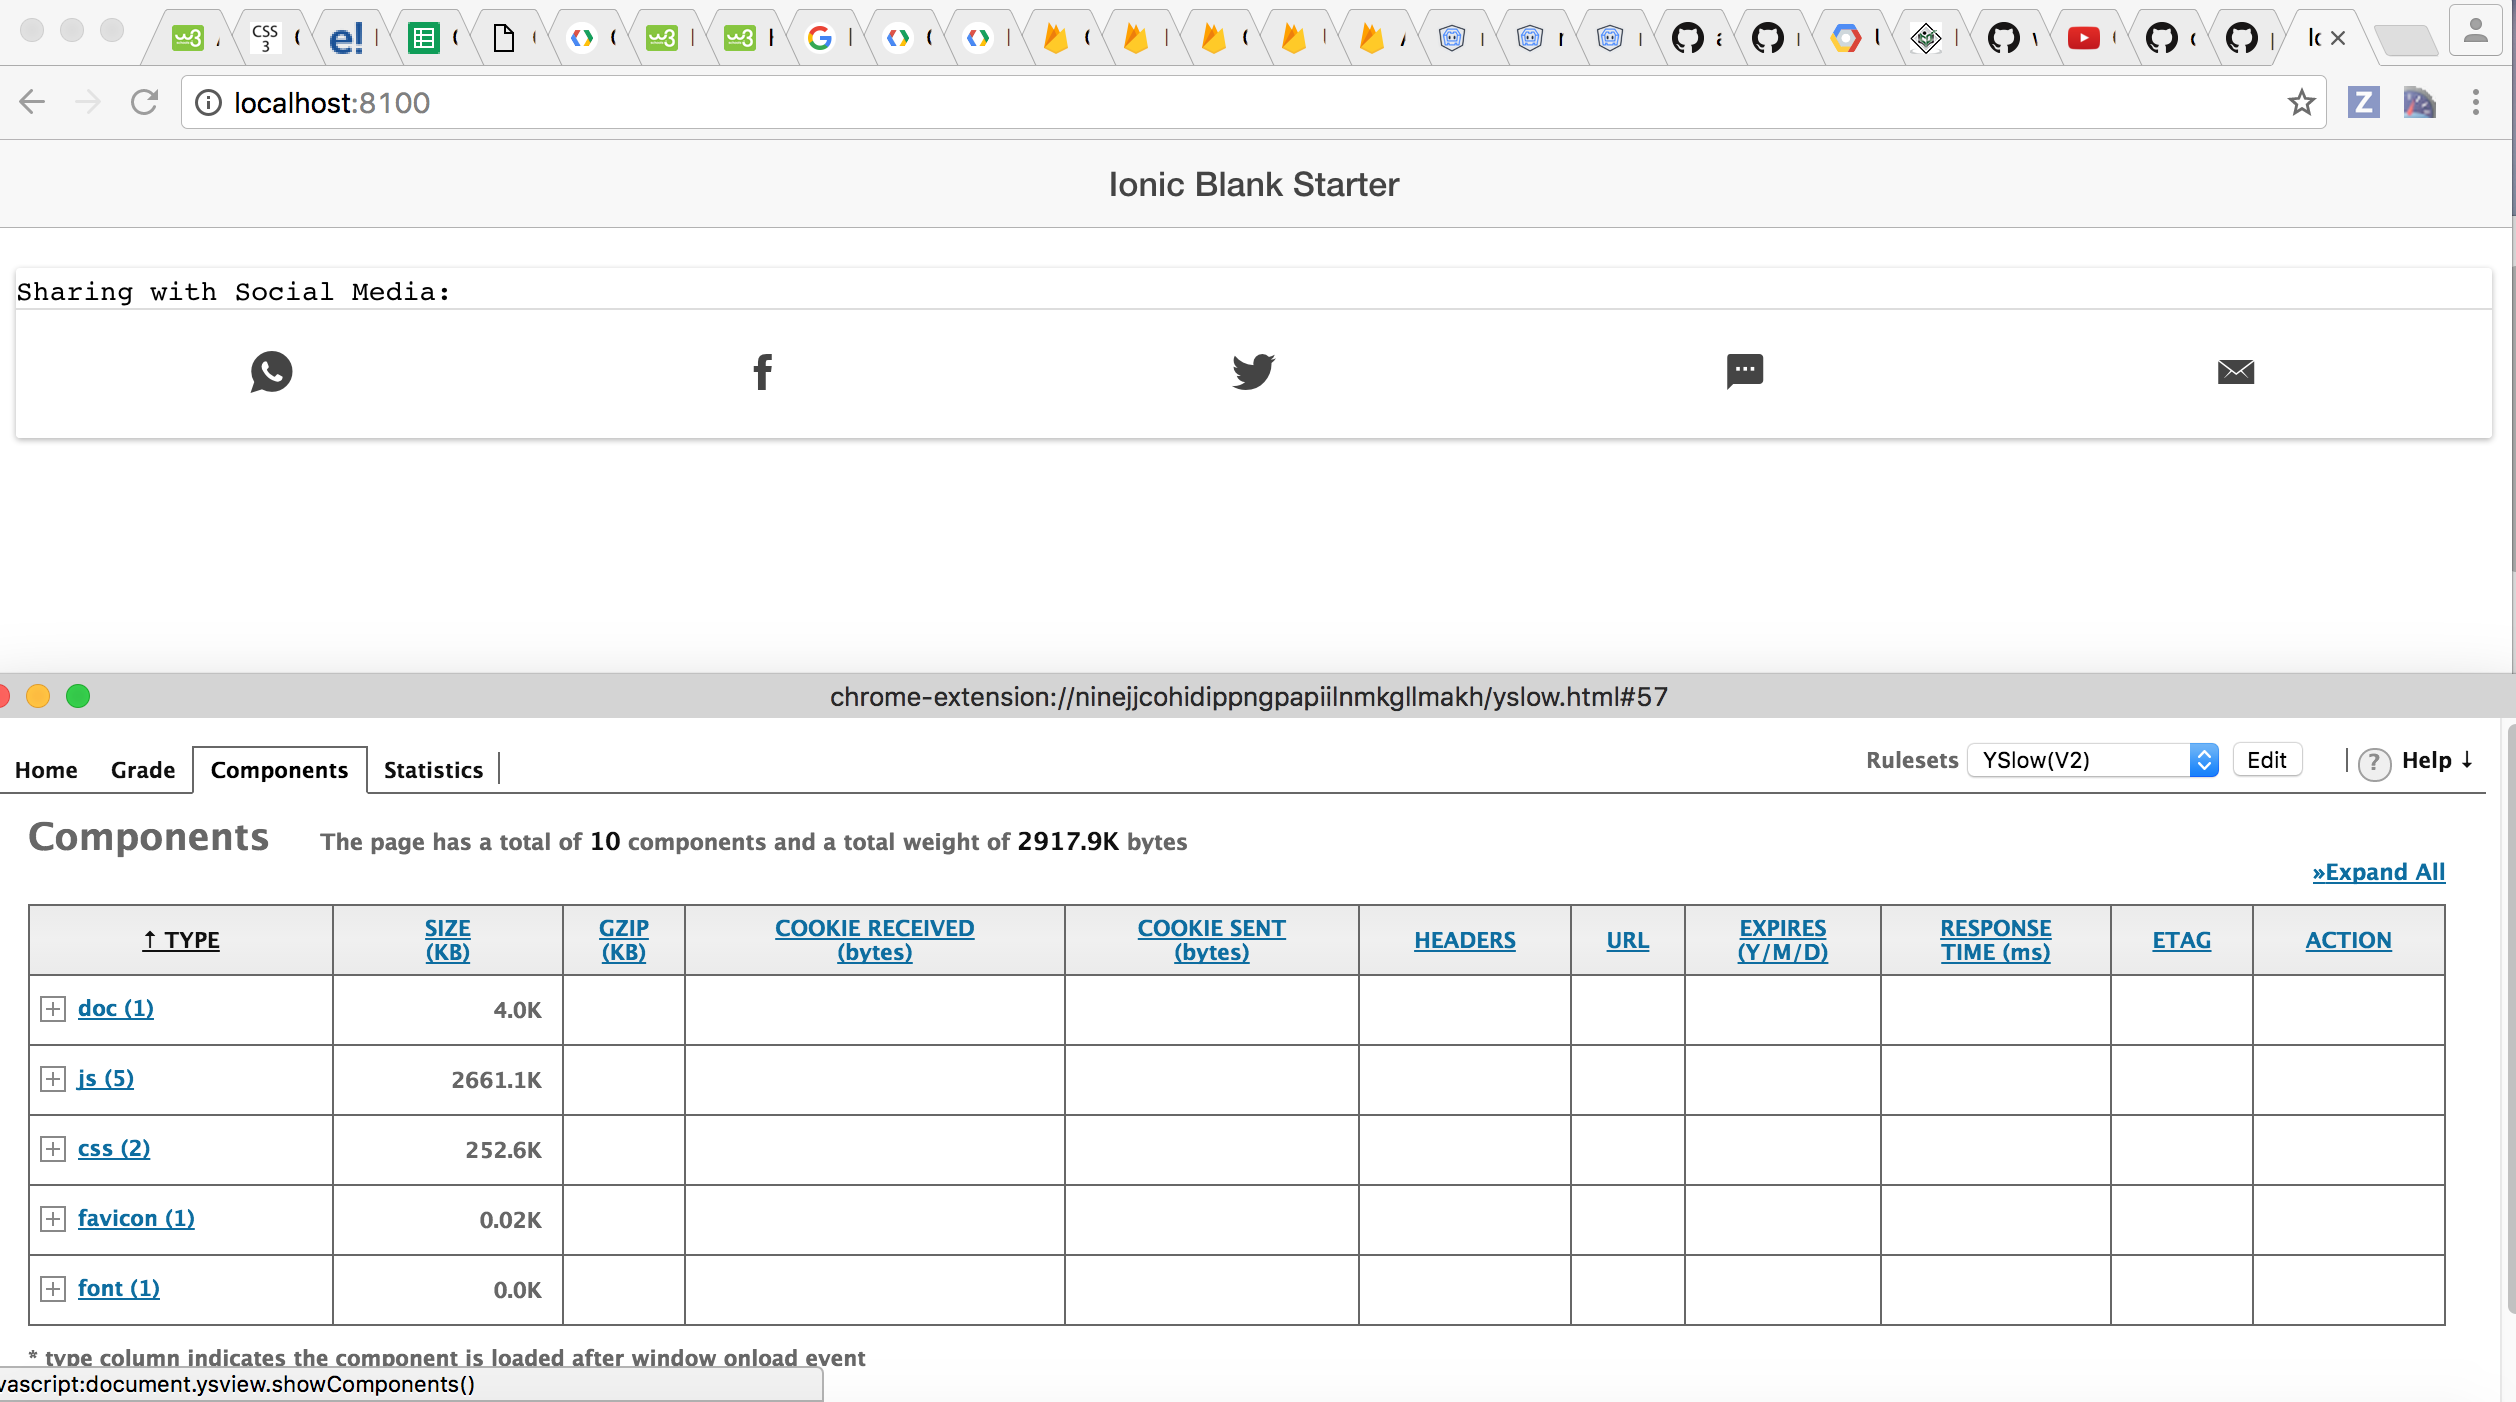 CSS
3
localhost:8100
Z
Ionic Blank Starter
Sharing with Social Media:
chrome-extension://ninejjcohidippngpapiilnmkgllmakh/yslow.html#57
Home Grade Components Statistics Rulesets YSlow(V2) Edit ? Help ↓
Components The page has a total of 10 components and a total weight of 2917.9K bytes
»Expand All
↑ TYPE SIZE (KB) GZIP (KB) COOKIE RECEIVED (bytes) COOKIE SENT (bytes) HEADERS URL EXPIRES (Y/M/D) RESPONSE TIME (ms) ETAG ACTION
doc (1) 4.0K
js (5) 2661.1K
css (2) 252.6K
favicon (1) 0.02K
font (1) 0.0K
* type column indicates the component is loaded after window onload event
vascript:document.ysview.showComponents()